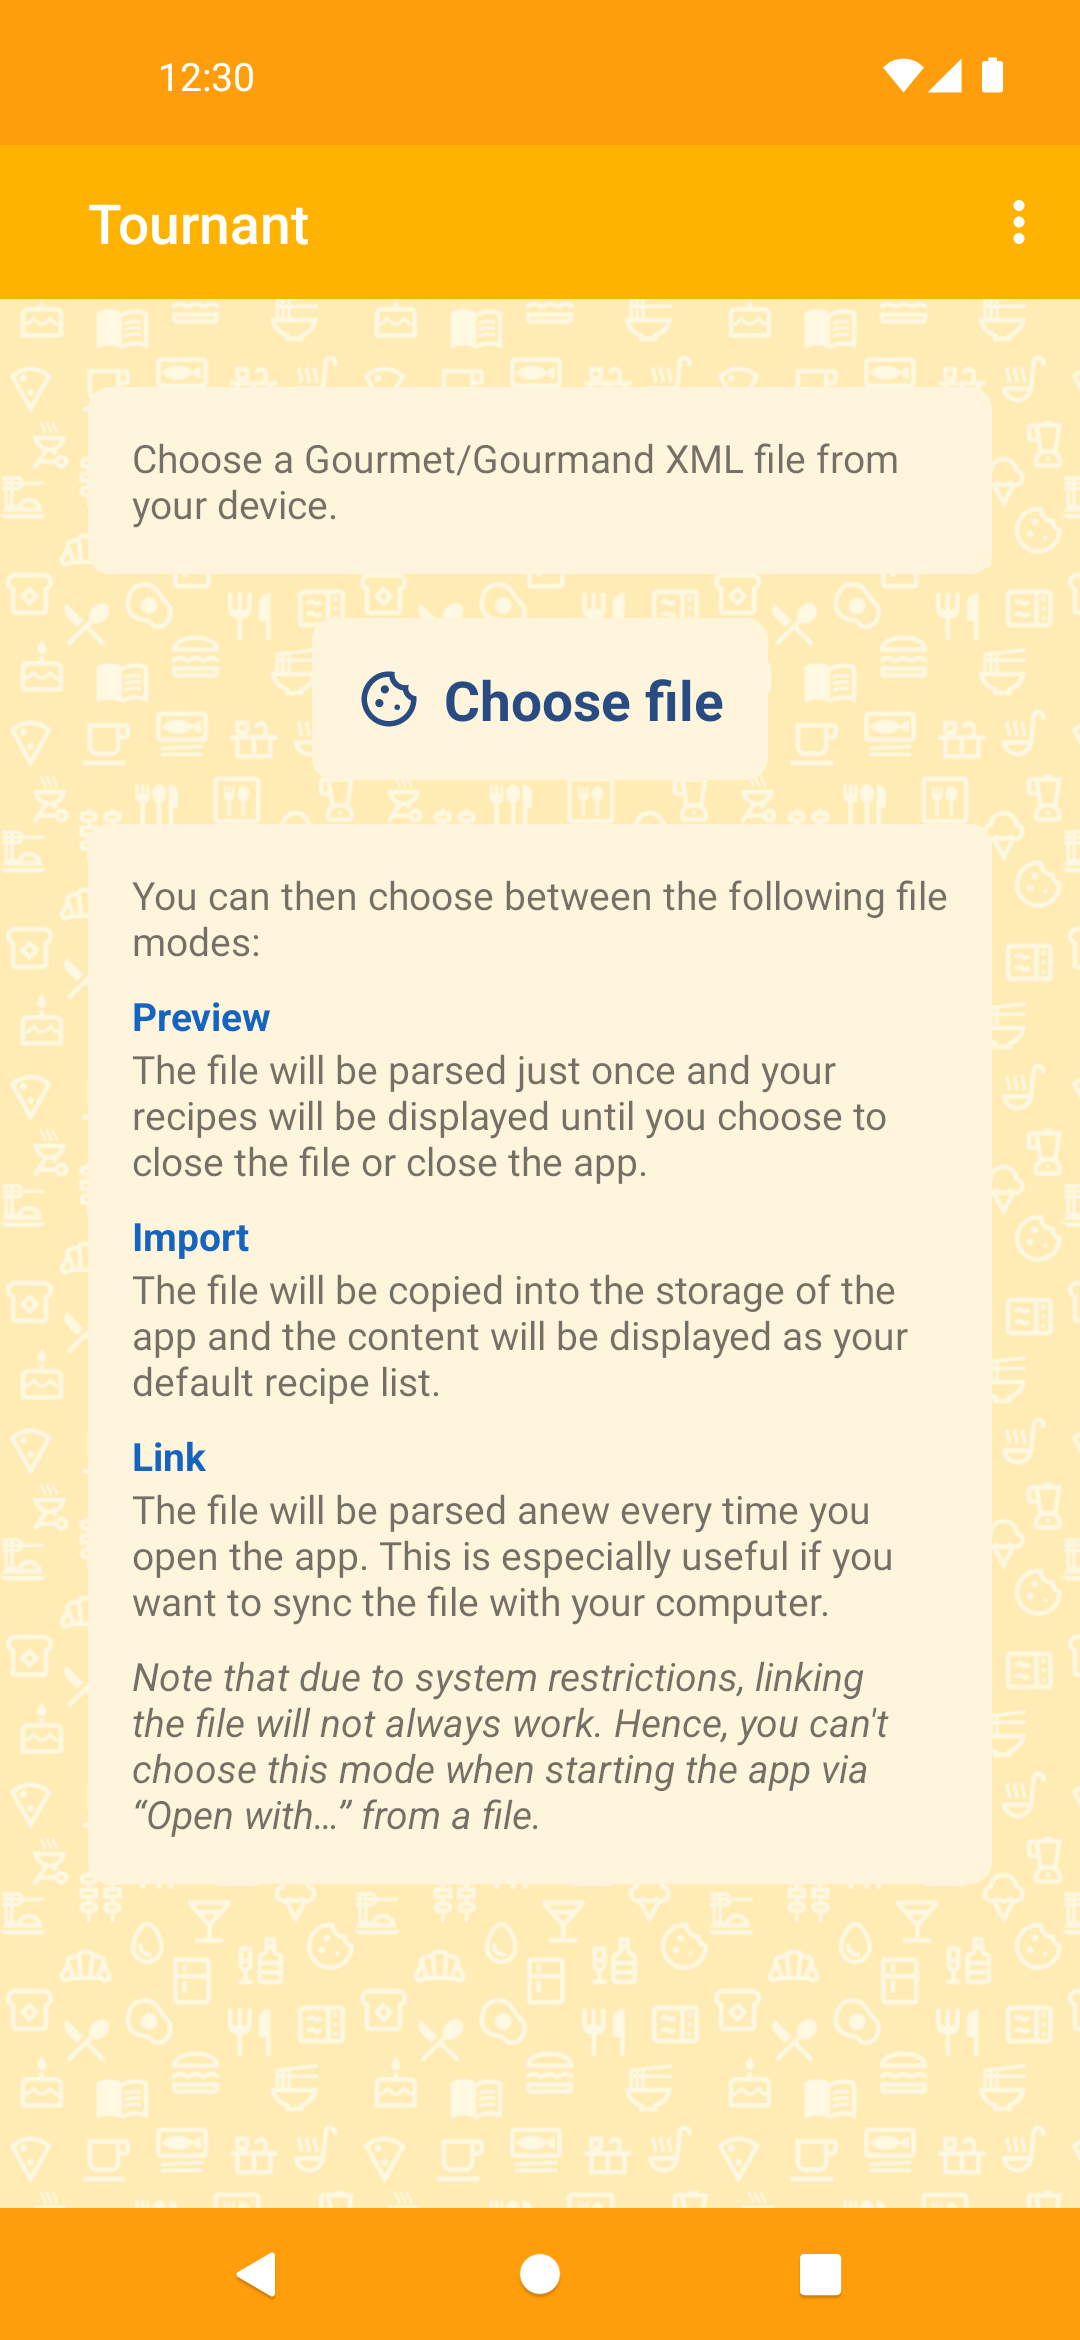 12:30
Tournant
Choose a Gourmet/Gourmand XML file from
your device.
Choose file
You can then choose between the following file
modes:
Preview
The file will be parsed just once and your
recipes will be displayed until you choose to
close the file or close the app.
Import
The file will be copied into the storage of the
app and the content will be displayed as your
default recipe list.
Link
The file will be parsed anew every time you
open the app. This is especially useful if you
want to sync the file with your computer.
Note that due to system restrictions, linking
the file will not always work. Hence, you can't
choose this mode when starting the app via
“Open with…” from a file.